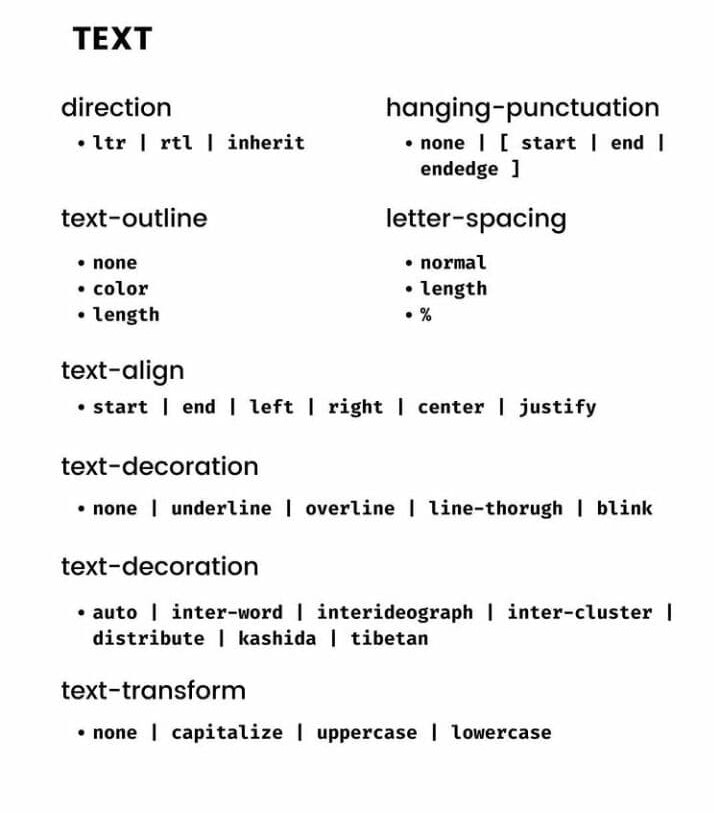 TEXT
direction
• ltr | rtl | inherit
hanging-punctuation
• none | [ start | end |
endedge ]
text-outline
• none
• color
• length
letter-spacing
• normal
• length
• %
text-align
• start | end | left | right | center | justify
text-decoration
• none | underline | overline | line-thorugh | blink
text-decoration
• auto | inter-word | interideograph | inter-cluster |
distribute | kashida | tibetan
text-transform
• none | capitalize | uppercase | lowercase